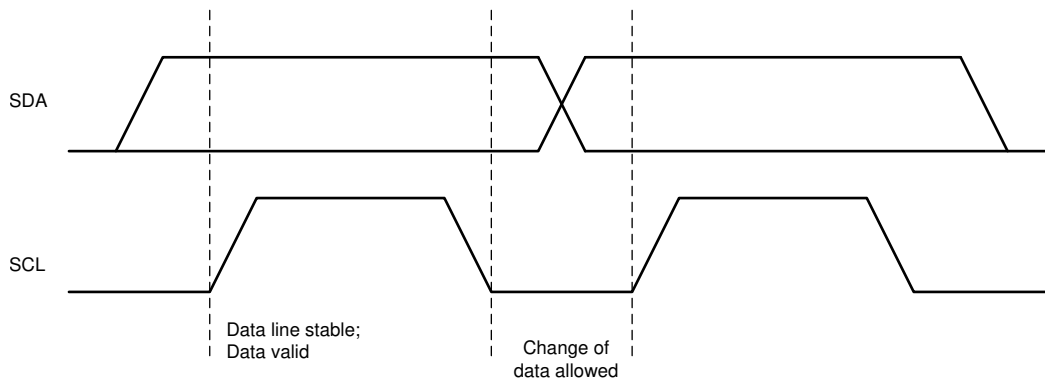 SDA
SCL
Data line stable;
Data valid
Change of
data allowed